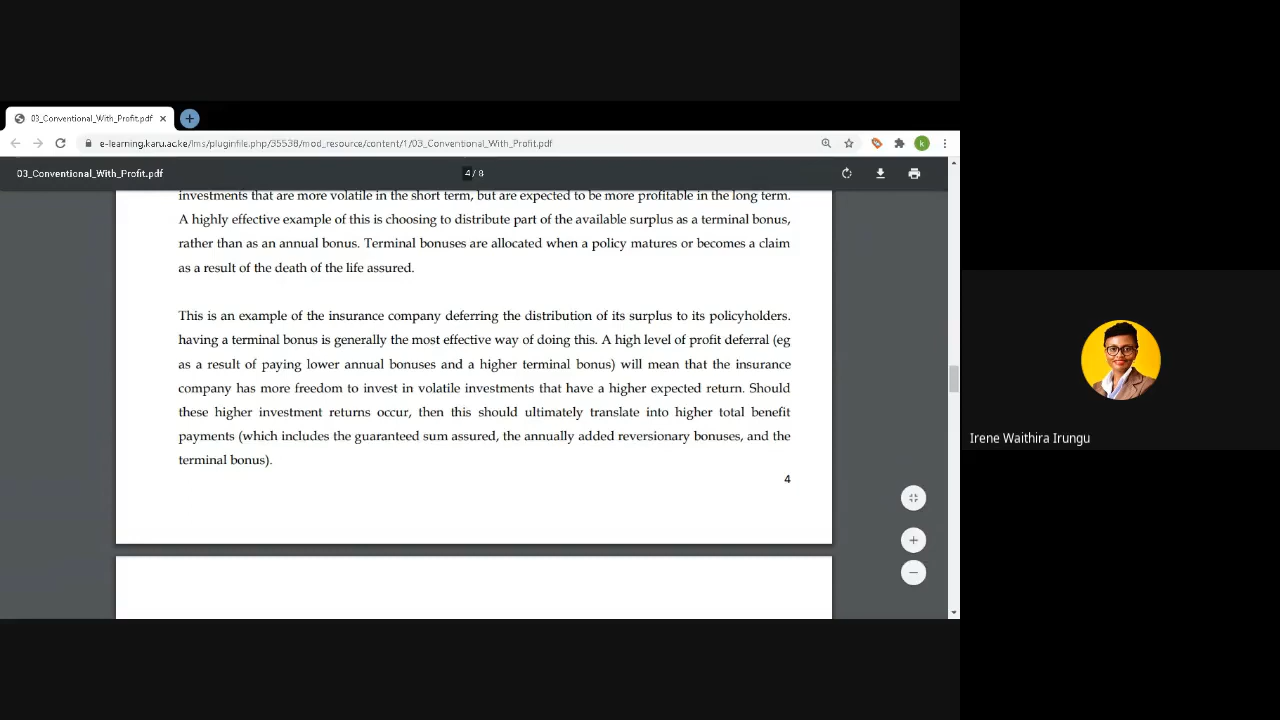 03_Conventional_With_Profit.pdf
e-learning.karu.ac.ke/lms/pluginfile.php/35538/mod_resource/content/1/03_Conventional_With_Profit.pdf
k
03_Conventional_With_Profit.pdf
4 / 8
investments that are more volatile in the short term, but are expected to be more profitable in the long term.
A highly effective example of this is choosing to distribute part of the available surplus as a terminal bonus,
rather than as an annual bonus. Terminal bonuses are allocated when a policy matures or becomes a claim
as a result of the death of the life assured.
This is an example of the insurance company deferring the distribution of its surplus to its policyholders.
having a terminal bonus is generally the most effective way of doing this. A high level of profit deferral (eg
as a result of paying lower annual bonuses and a higher terminal bonus) will mean that the insurance
company has more freedom to invest in volatile investments that have a higher expected return. Should
these higher investment returns occur, then this should ultimately translate into higher total benefit
payments (which includes the guaranteed sum assured, the annually added reversionary bonuses, and the
terminal bonus).
4
Irene Waithira Irungu